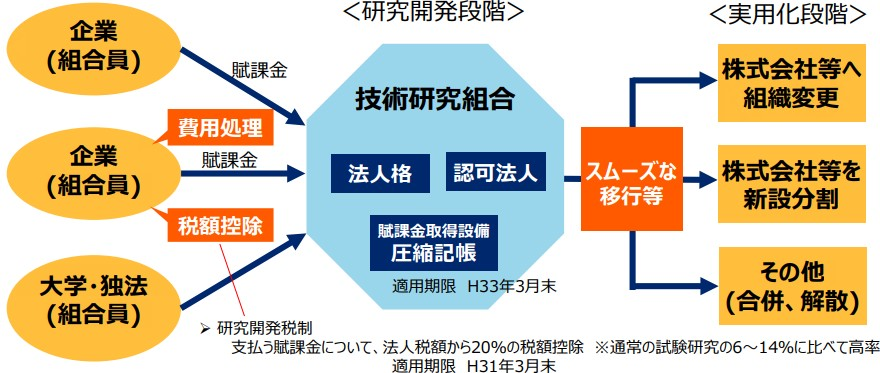 ＜研究開発段階＞
＜実用化段階＞
企業
(組合員)
賦課金
費用処理
企業
(組合員)
賦課金
税額控除
大学・独法
(組合員)
技術研究組合
法人格
認可法人
賦課金取得設備
圧縮記帳
適用期限 H33年3月末
スムーズな
移行等
株式会社等へ
組織変更
株式会社等を
新設分割
その他
(合併、解散)
➢ 研究開発税制
支払う賦課金について、法人税額から20%の税額控除 ※通常の試験研究の6～14%に比べて高率
適用期限 H31年3月末